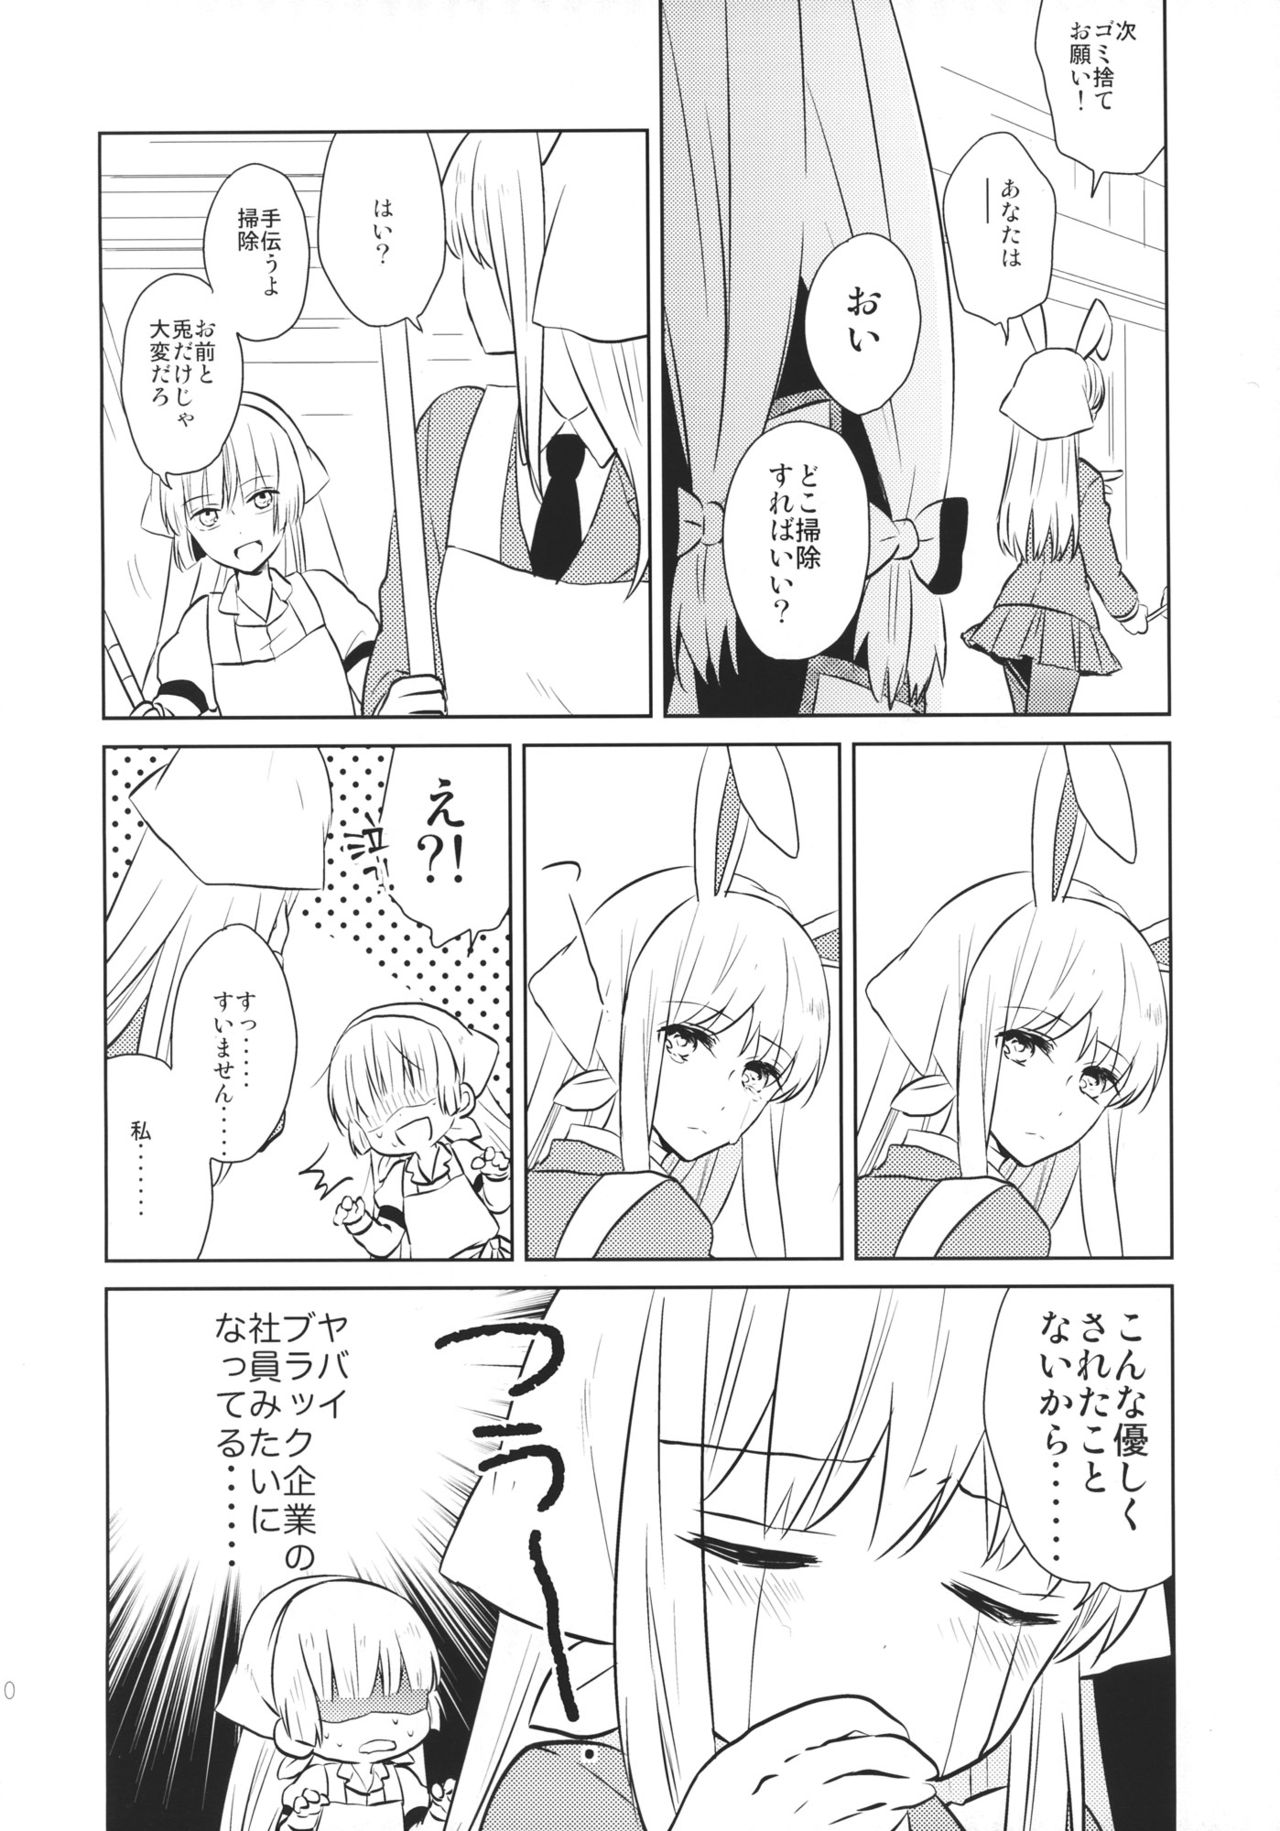 次
ゴミ捨て
お願い！
あなたは
――
おい
どこ掃除
すればいい？
はい？
手伝うよ
掃除
お前と
兎だけじゃ
大変だろ
え？！
すっ‥‥‥
すいません‥‥‥
私‥‥‥
こんな優しく
されたこと
ないから‥‥‥
うう〜
ヤバイ
ブラック企業の
社員みたいに
なってる‥‥‥
0